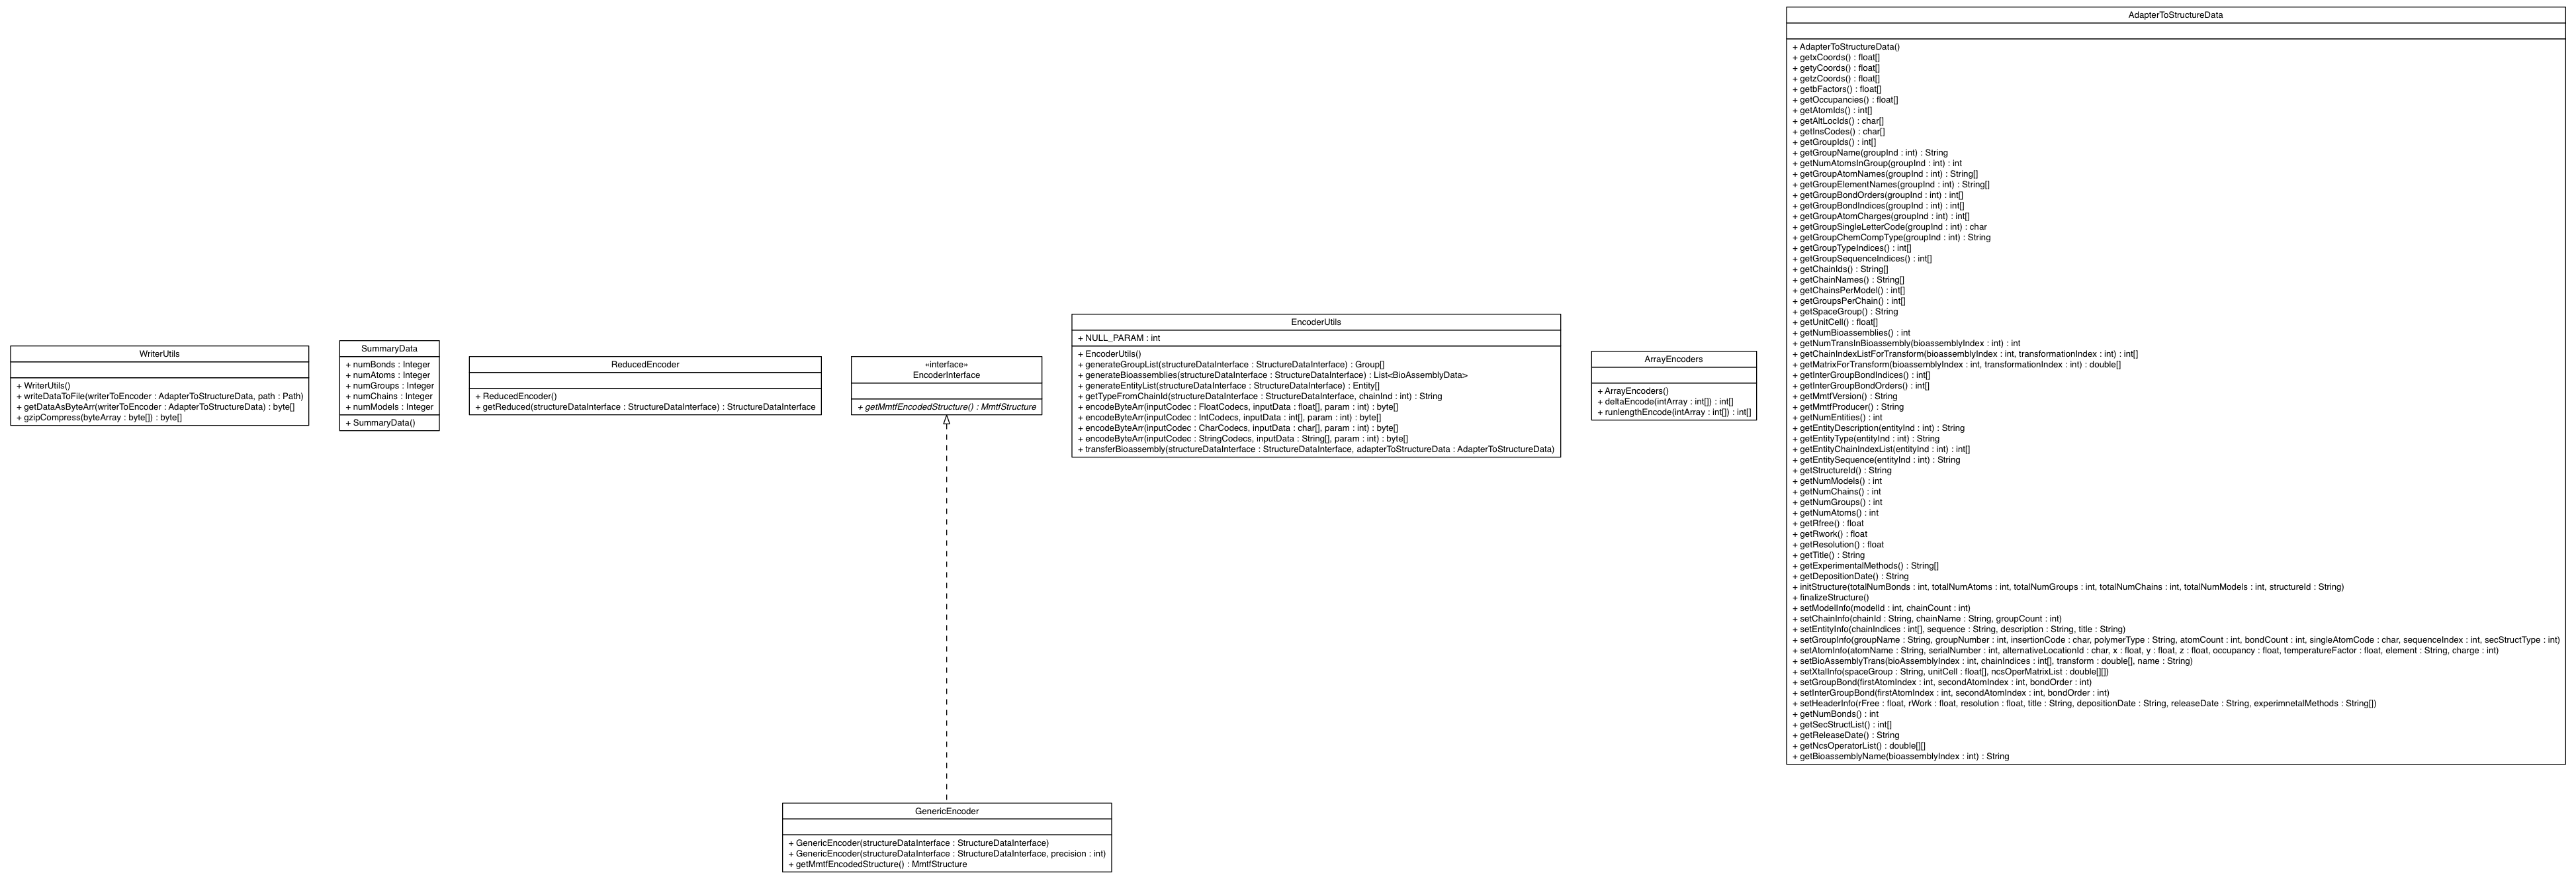 WriterUtils
+ WriterUtils()
+ writeDataToFile(writerToEncoder : AdapterToStructureData, path : Path)
+ getDataAsByteArr(writerToEncoder : AdapterToStructureData) : byte[]
+ gzipCompress(byteArray : byte[]) : byte[]
SummaryData
+ numBonds : Integer
+ numAtoms : Integer
+ numGroups : Integer
+ numChains : Integer
+ numModels : Integer
+ SummaryData()
ReducedEncoder
+ ReducedEncoder()
+ getReduced(structureDataInterface : StructureDataInterface) : StructureDataInterface
«interface»
EncoderInterface
+ getMmtfEncodedStructure() : MmtfStructure
EncoderUtils
+ NULL_PARAM : int
+ EncoderUtils()
+ generateGroupList(structureDataInterface : StructureDataInterface) : Group[]
+ generateBioassemblies(structureDataInterface : StructureDataInterface) : List<BioAssemblyData>
+ generateEntityList(structureDataInterface : StructureDataInterface) : Entity[]
+ getTypeFromChainId(structureDataInterface : StructureDataInterface, chainInd : int) : String
+ encodeByteArr(inputCodec : FloatCodecs, inputData : float[], param : int) : byte[]
+ encodeByteArr(inputCodec : IntCodecs, inputData : int[], param : int) : byte[]
+ encodeByteArr(inputCodec : CharCodecs, inputData : char[], param : int) : byte[]
+ encodeByteArr(inputCodec : StringCodecs, inputData : String[], param : int) : byte[]
+ transferBioassembly(structureDataInterface : StructureDataInterface, adapterToStructureData : AdapterToStructureData)
ArrayEncoders
+ ArrayEncoders()
+ deltaEncode(intArray : int[]) : int[]
+ runlengthEncode(intArray : int[]) : int[]
AdapterToStructureData
+ AdapterToStructureData()
+ getxCoords() : float[]
+ getyCoords() : float[]
+ getzCoords() : float[]
+ getbFactors() : float[]
+ getOccupancies() : float[]
+ getAtomIds() : int[]
+ getAltLocIds() : char[]
+ getInsCodes() : char[]
+ getGroupIds() : int[]
+ getGroupName(groupInd : int) : String
+ getNumAtomsInGroup(groupInd : int) : int
+ getGroupAtomNames(groupInd : int) : String[]
+ getGroupElementNames(groupInd : int) : String[]
+ getGroupBondOrders(groupInd : int) : int[]
+ getGroupBondIndices(groupInd : int) : int[]
+ getGroupAtomCharges(groupInd : int) : int[]
+ getGroupSingleLetterCode(groupInd : int) : char
+ getGroupChemCompType(groupInd : int) : String
+ getGroupTypeIndices() : int[]
+ getGroupSequenceIndices() : int[]
+ getChainIds() : String[]
+ getChainNames() : String[]
+ getChainsPerModel() : int[]
+ getGroupsPerChain() : int[]
+ getSpaceGroup() : String
+ getUnitCell() : float[]
+ getNumBioassemblies() : int
+ getNumTransInBioassembly(bioassemblyIndex : int) : int
+ getChainIndexListForTransform(bioassemblyIndex : int, transformationIndex : int) : int[]
+ getMatrixForTransform(bioassemblyIndex : int, transformationIndex : int) : double[]
+ getInterGroupBondIndices() : int[]
+ getInterGroupBondOrders() : int[]
+ getMmtfVersion() : String
+ getMmtfProducer() : String
+ getNumEntities() : int
+ getEntityDescription(entityInd : int) : String
+ getEntityType(entityInd : int) : String
+ getEntityChainIndexList(entityInd : int) : int[]
+ getEntitySequence(entityInd : int) : String
+ getStructureId() : String
+ getNumModels() : int
+ getNumChains() : int
+ getNumGroups() : int
+ getNumAtoms() : int
+ getRfree() : float
+ getRwork() : float
+ getResolution() : float
+ getTitle() : String
+ getExperimentalMethods() : String[]
+ getDepositionDate() : String
+ initStructure(totalNumBonds : int, totalNumAtoms : int, totalNumGroups : int, totalNumChains : int, totalNumModels : int, structureId : String)
+ finalizeStructure()
+ setModelInfo(modelId : int, chainCount : int)
+ setChainInfo(chainId : String, chainName : String, groupCount : int)
+ setEntityInfo(chainIndices : int[], sequence : String, description : String, title : String)
+ setGroupInfo(groupName : String, groupNumber : int, insertionCode : char, polymerType : String, atomCount : int, bondCount : int, singleAtomCode : char, sequenceIndex : int, secStructType : int)
+ setAtomInfo(atomName : String, serialNumber : int, alternativeLocationId : char, x : float, y : float, z : float, occupancy : float, temperatureFactor : float, element : String, charge : int)
+ setBioAssemblyTrans(bioAssemblyIndex : int, chainIndices : int[], transform : double[], name : String)
+ setXtalInfo(spaceGroup : String, unitCell : float[], ncsOperMatrixList : double[][])
+ setGroupBond(firstAtomIndex : int, secondAtomIndex : int, bondOrder : int)
+ setInterGroupBond(firstAtomIndex : int, secondAtomIndex : int, bondOrder : int)
+ setHeaderInfo(rFree : float, rWork : float, resolution : float, title : String, depositionDate : String, releaseDate : String, experimnetalMethods : String[])
+ getNumBonds() : int
+ getSecStructList() : int[]
+ getReleaseDate() : String
+ getNcsOperatorList() : double[][]
+ getBioassemblyName(bioassemblyIndex : int) : String
GenericEncoder
+ GenericEncoder(structureDataInterface : StructureDataInterface)
+ GenericEncoder(structureDataInterface : StructureDataInterface, precision : int)
+ getMmtfEncodedStructure() : MmtfStructure